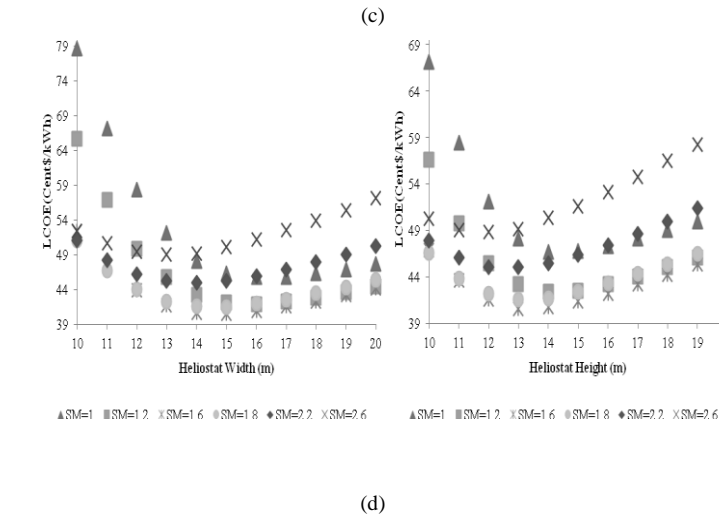 (c)
79
74
69
64
59
54
49
44
39
LCOE(Cent$/kWh)
10 11 12 13 14 15 16 17 18 19 20
Heliostat Width (m)
SM=1 SM=1.2 SM=1.6 SM=1.8 SM=2.2 SM=2.6
69
64
59
54
49
44
39
LCOE(Cent$/kWh)
10 11 12 13 14 15 16 17 18 19
Heliostat Height (m)
SM=1 SM=1.2 SM=1.6 SM=1.8 SM=2.2 SM=2.6
(d)